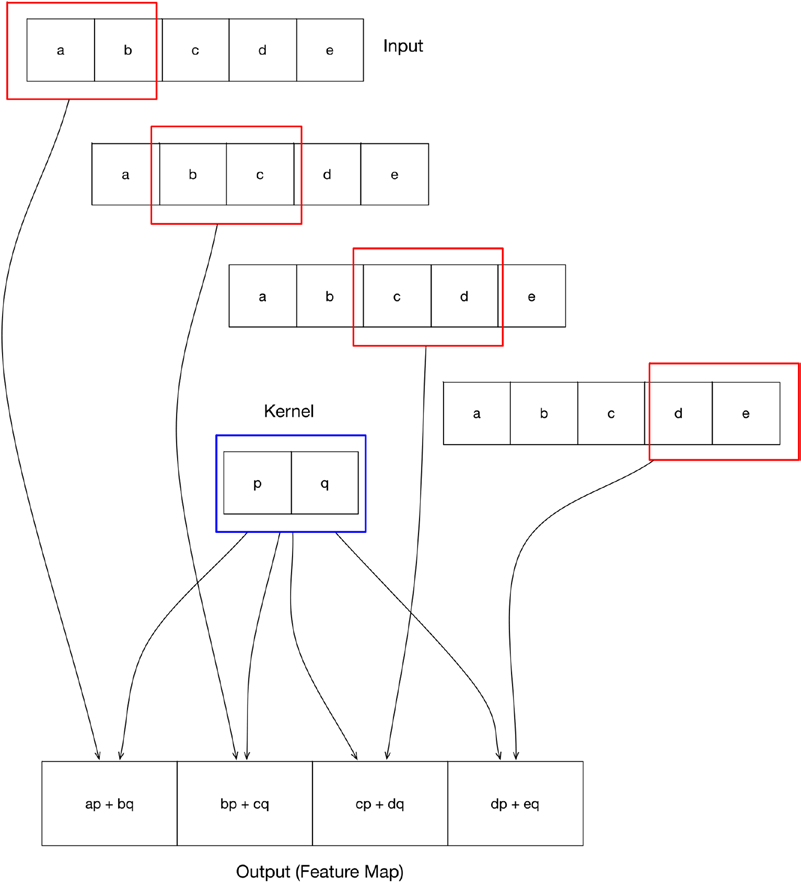 a b c d e Input
a b c d e
a b c d e
a b c d e
Kernel
p q
ap + bq bp + cq cp + dq dp + eq
Output (Feature Map)